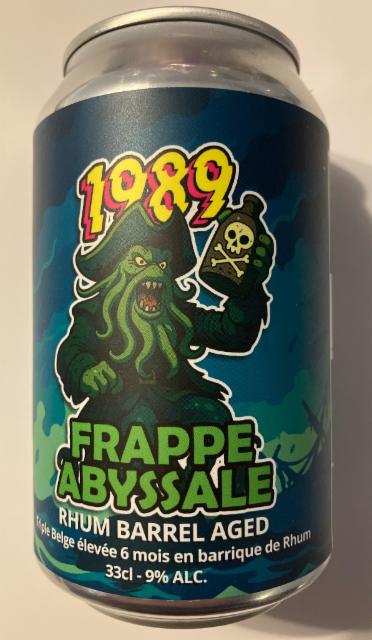 1989
FRAPPE
ABYSSALE
RHUM BARREL AGED
Triple Belge élevée 6 mois en barrique de Rhum
33cl - 9% ALC.